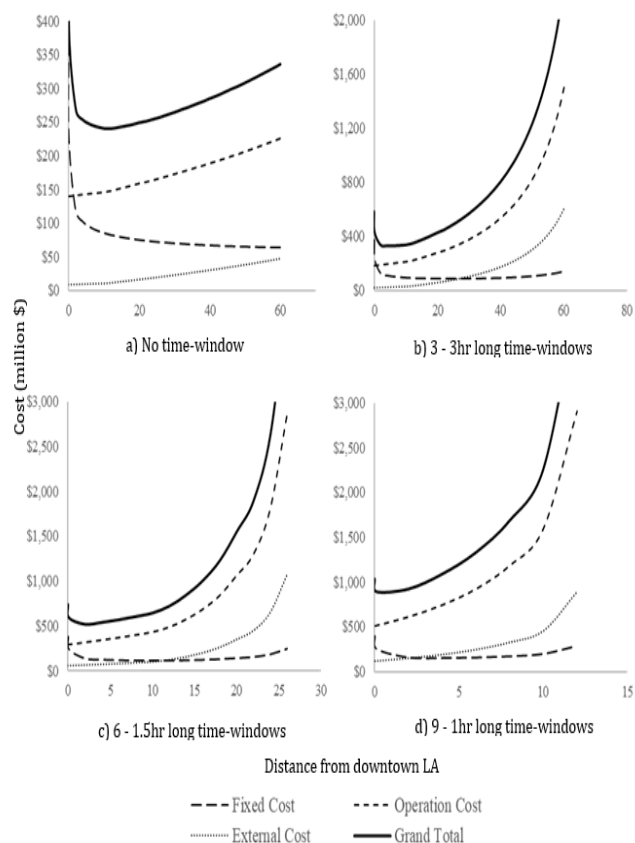 $400
$350
$300
$250
$200
$150
$100
$50
$0
0 20 40 60
a) No time-window
$2,000
$1,600
$1,200
$800
$400
$0
0 20 40 60 80
b) 3 - 3hr long time-windows
Cost (million $)
$3,000
$2,500
$2,000
$1,500
$1,000
$500
$0
0 5 10 15 20 25 30
c) 6 - 1.5hr long time-windows
$3,000
$2,500
$2,000
$1,500
$1,000
$500
$0
0 5 10 15
d) 9 - 1hr long time-windows
Distance from downtown LA
Fixed Cost
Operation Cost
External Cost
Grand Total